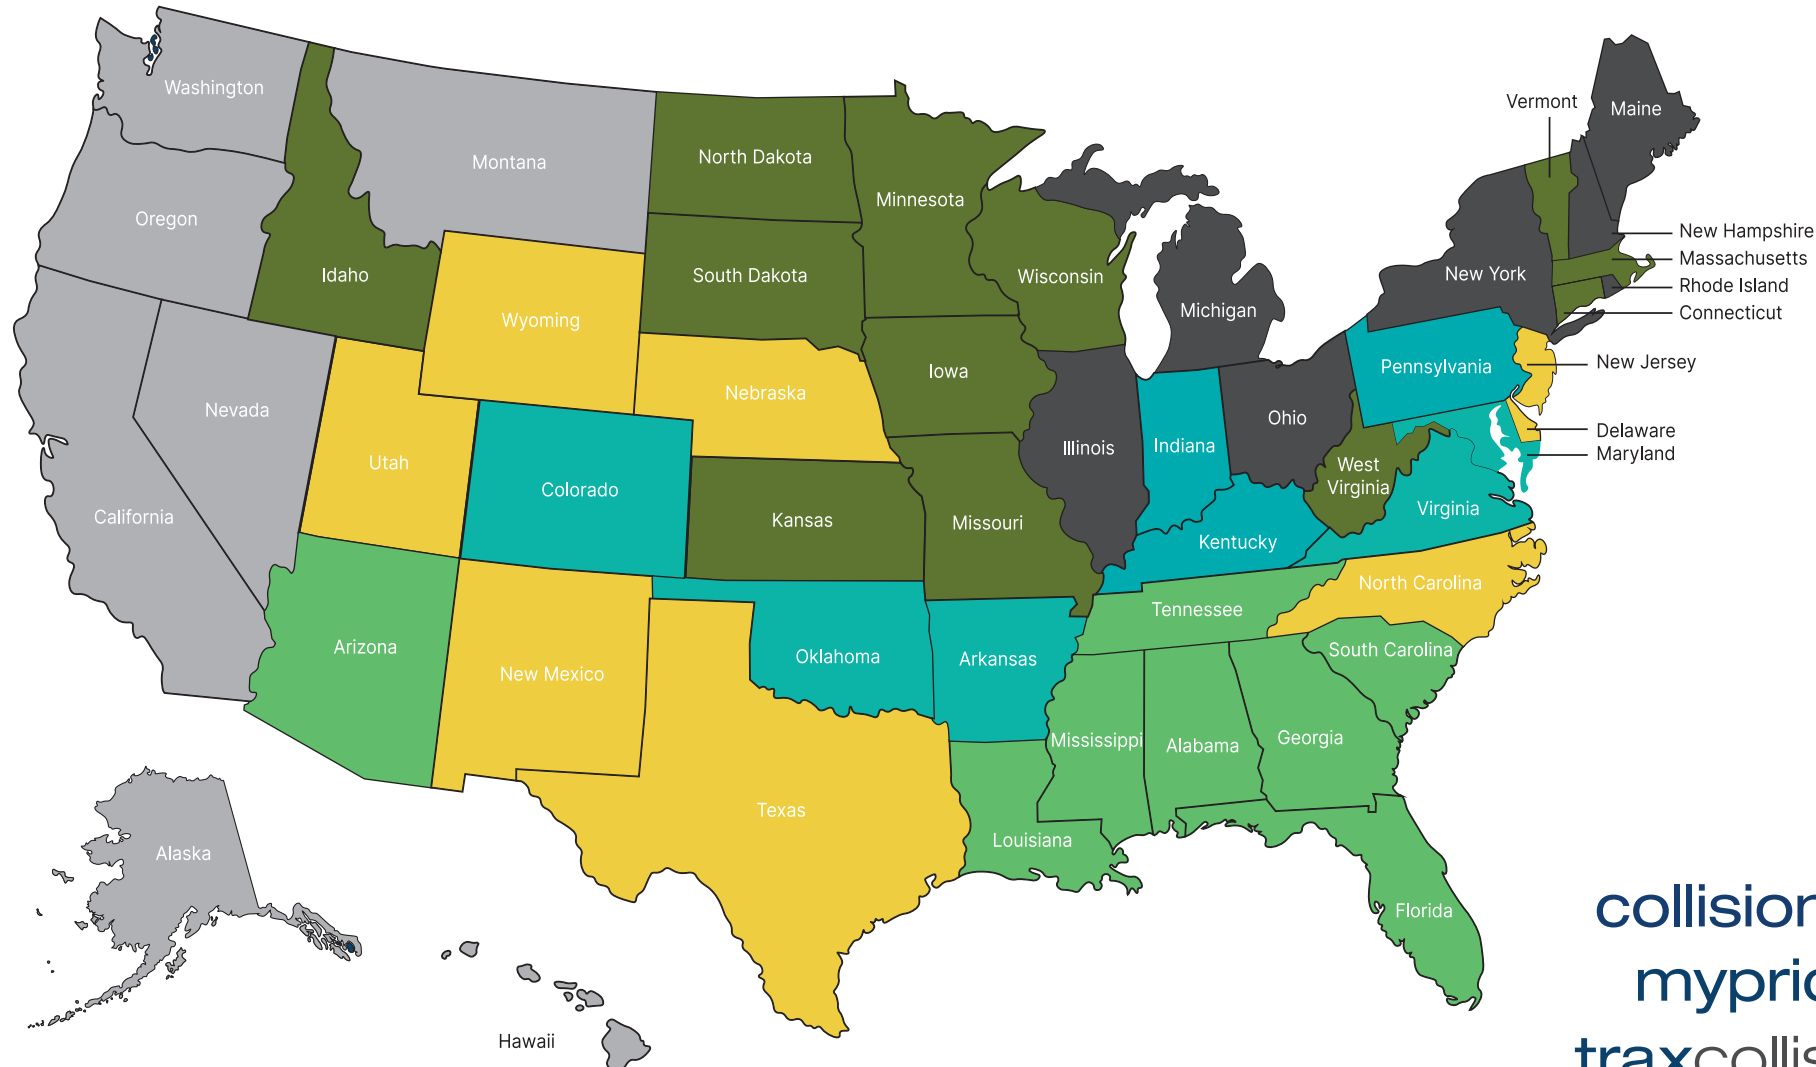 Washington
Montana
North Dakota
Minnesota
Vermont
Maine
Oregon
Idaho
South Dakota
Wisconsin
Michigan
New York
New Hampshire
Massachusetts
Rhode Island
Connecticut
Wyoming
Nebraska
Iowa
Pennsylvania
New Jersey
Nevada
Utah
Colorado
Kansas
Missouri
Illinois
Indiana
Ohio
West
Virginia
Virginia
Delaware
Maryland
California
Kentucky
North Carolina
Tennessee
South Carolina
Arizona
New Mexico
Oklahoma
Arkansas
Mississippi
Alabama
Georgia
Texas
Louisiana
Florida
Alaska
Hawaii
collision
mypric
traxcollis